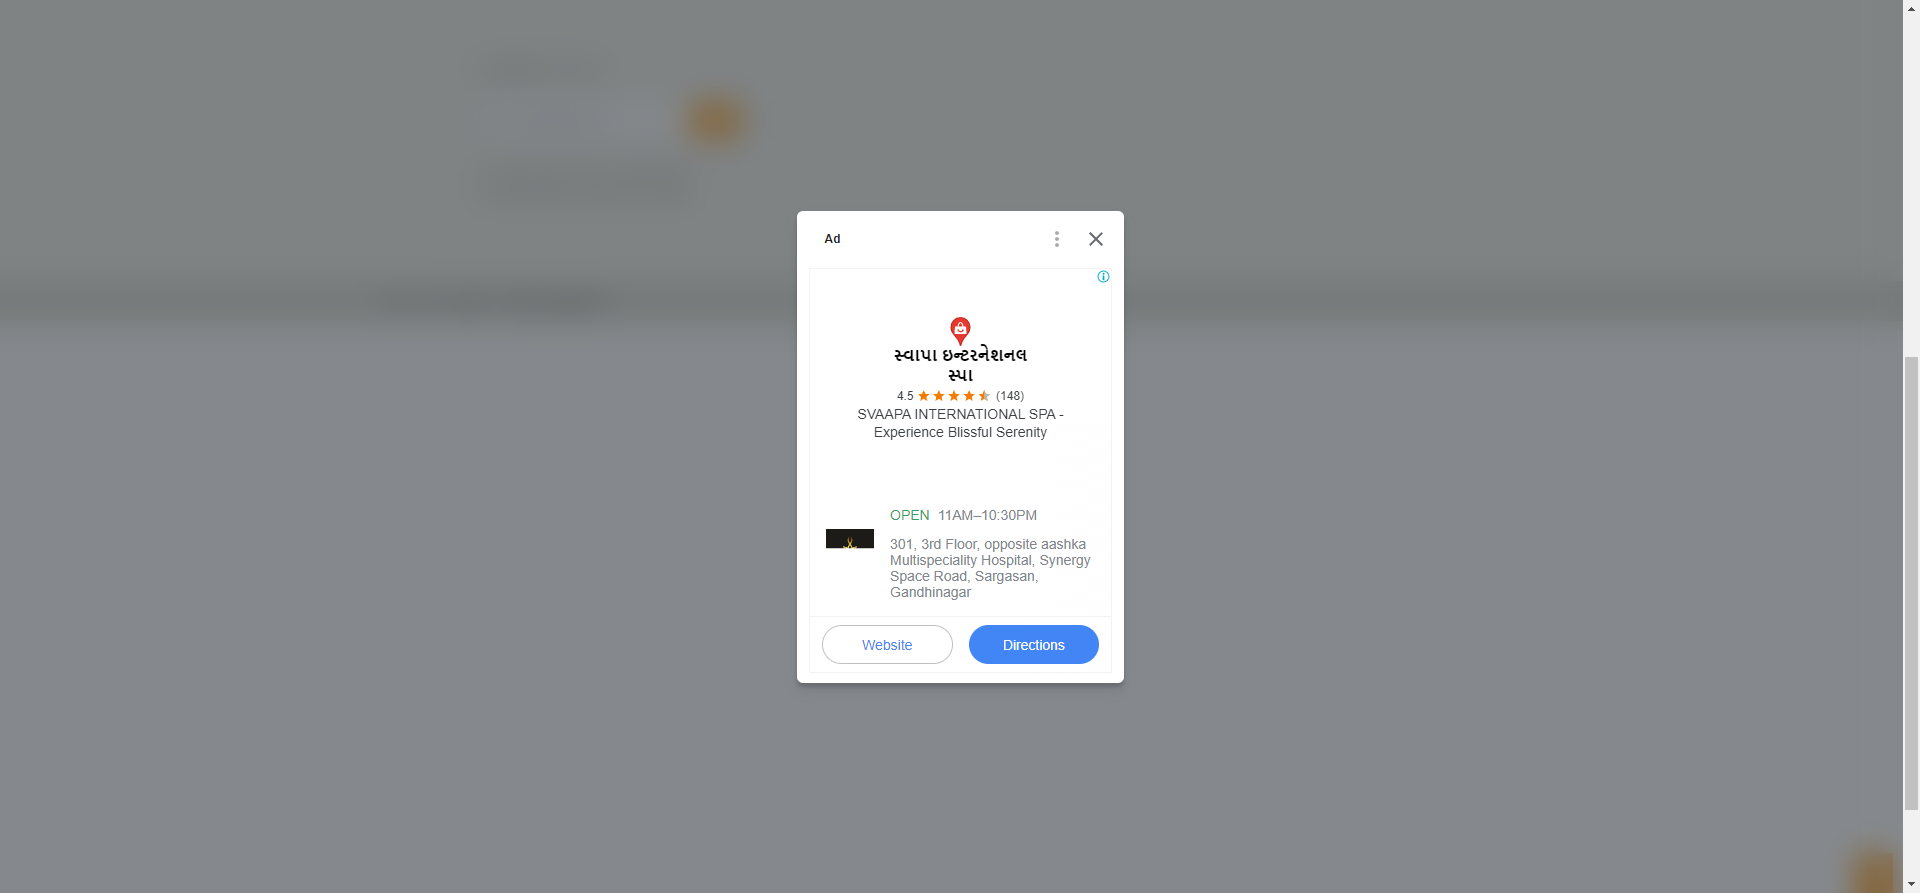 Ad
સ્વાપા ઇન્ટરનેશનલ
સ્પા
4.5 (148)
SVAAPA INTERNATIONAL SPA -
Experience Blissful Serenity
OPEN 11AM–10:30PM
301, 3rd Floor, opposite aashka
Multispeciality Hospital, Synergy
Space Road, Sargasan,
Gandhinagar
Website Directions